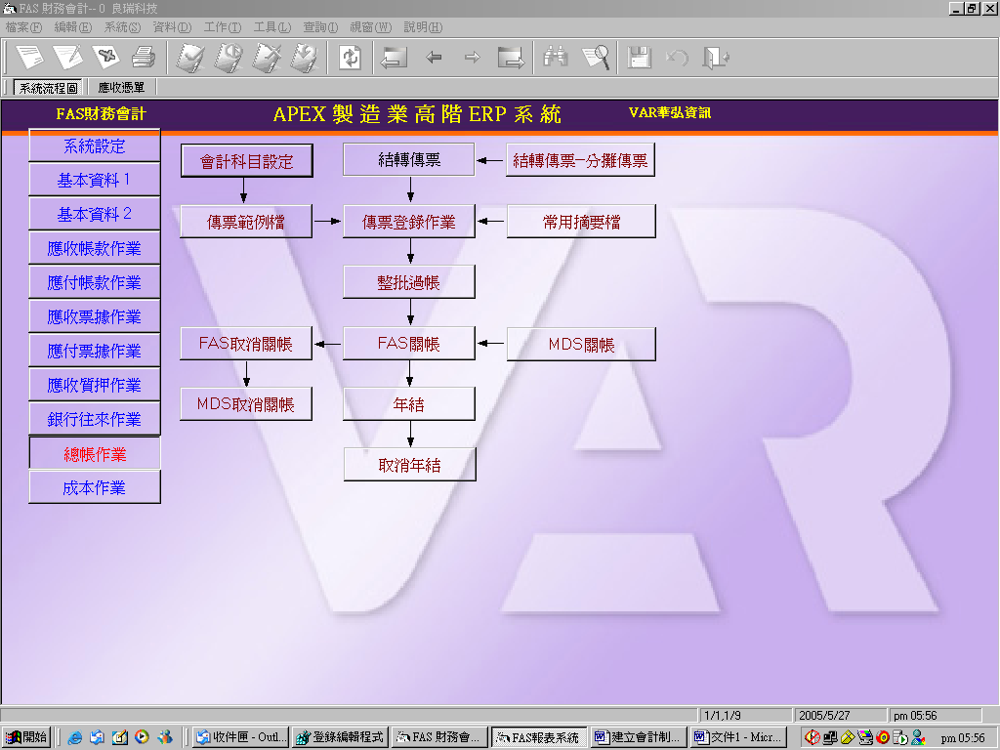 FAS 財務會計-- 0 良瑞科技
檔案(F) 編輯(E) 系統(S) 資料(D) 工作(T) 工具(L) 查詢(I) 視窗(W) 說明(H)
系統流程圖 應收憑單
FAS財務會計 APEX 製 造 業 高 階 ERP 系 統 VAR華弘資訊
系統設定
基本資料 1
基本資料 2
應收帳款作業
應付帳款作業
應收票據作業
應付票據作業
應收質押作業
銀行往來作業
總帳作業
成本作業
會計科目設定 結轉傳票 結轉傳票-分攤傳票
傳票範例檔 傳票登錄作業 常用摘要檔
整批過帳
FAS取消關帳 FAS關帳 MDS關帳
MDS取消關帳 年結
取消年結
1/1,1/9 2005/5/27 pm 05:56
開始 收件匣 - Outl... 登錄編輯程式 FAS 財務會... FAS報表系統 建立會計制... 文件1 - Micr... pm 05:56